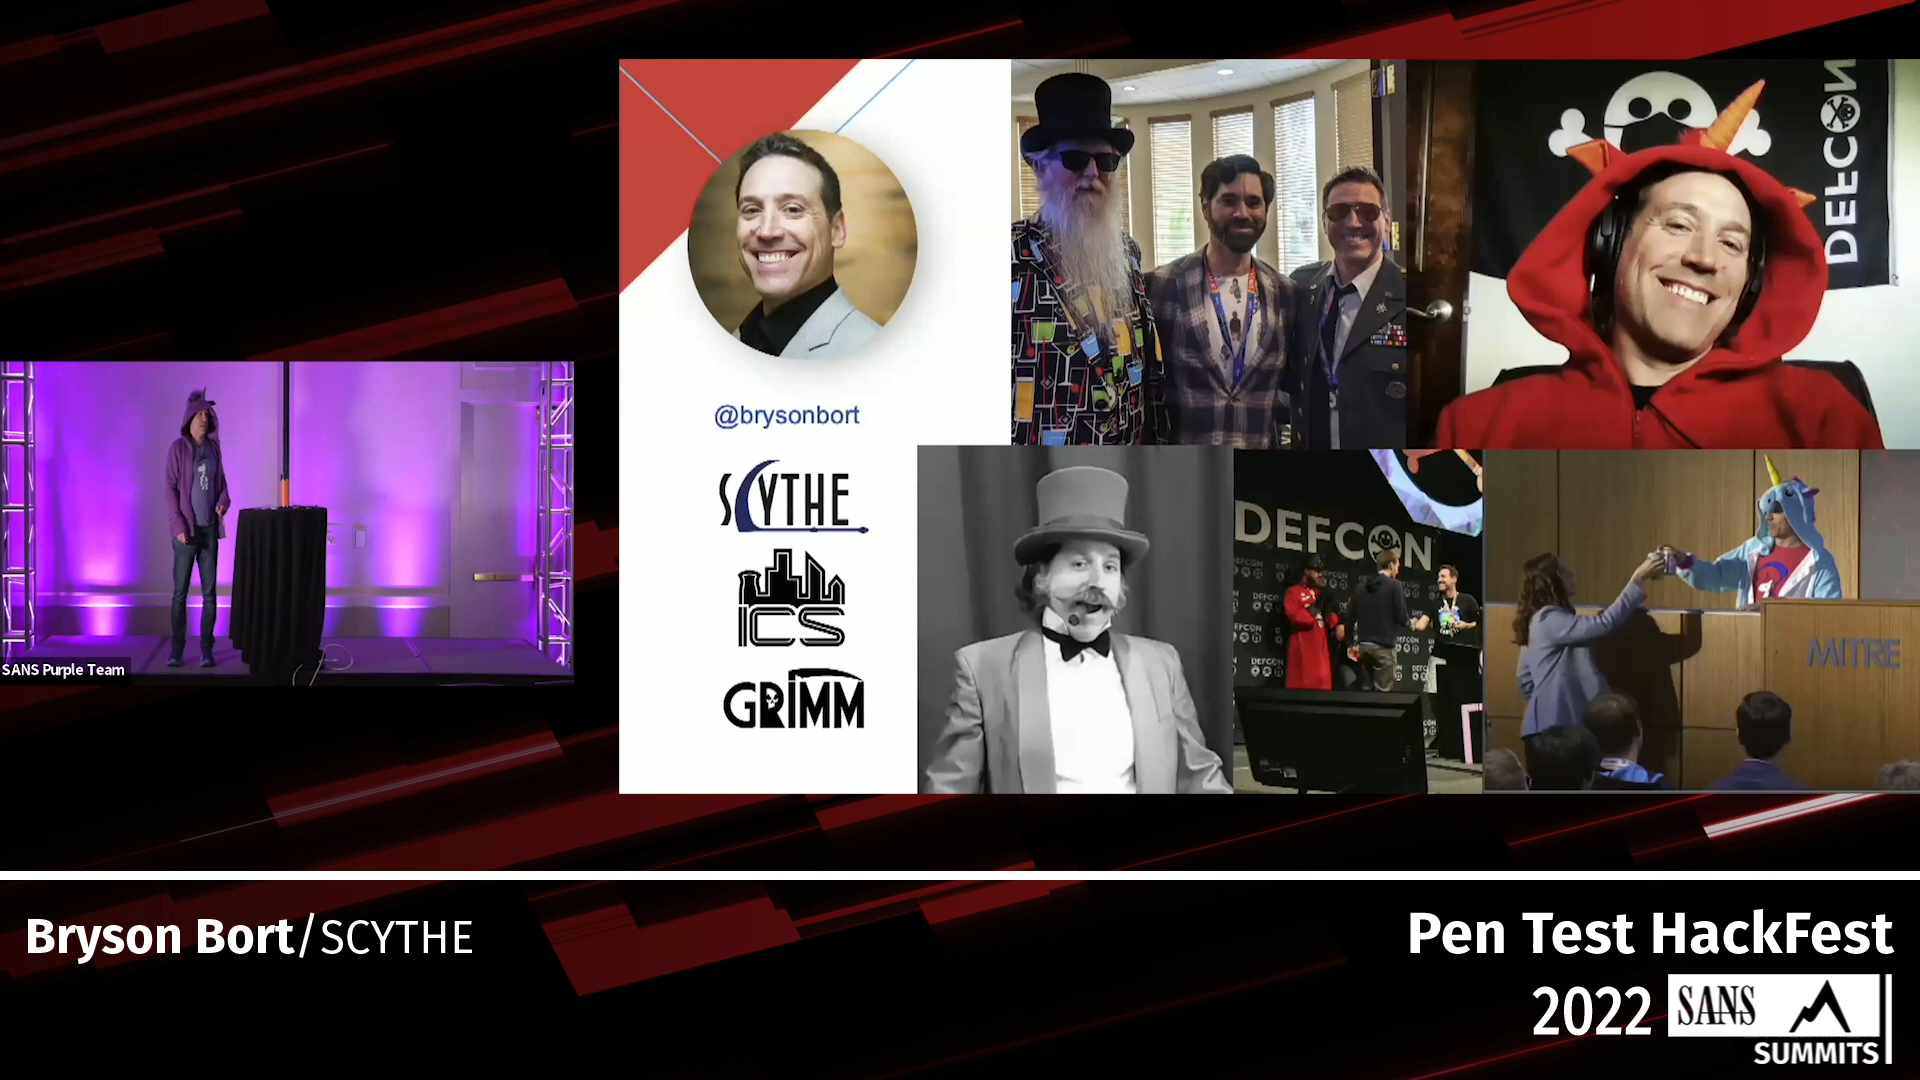 SANS Purple Team
@brysonbort
SCYTHE
ICS
GRIMM
DEFCON
DEFCON
MITRE
Bryson Bort/SCYTHE
Pen Test HackFest
2022
SANS
SUMMITS